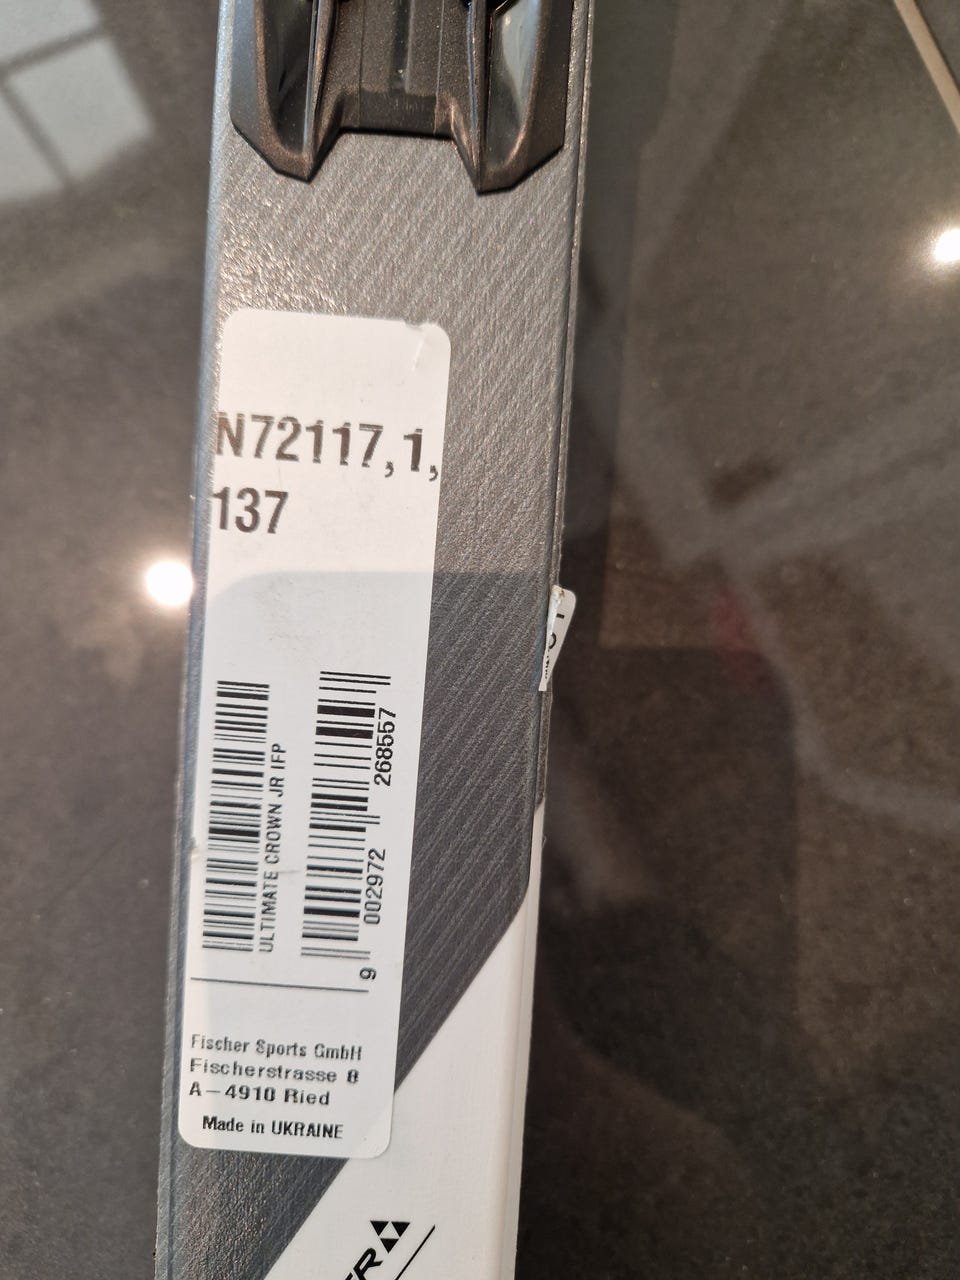 N72117,1,
137
ULTIMATE CROWN JR IFP
9 002972 268557
Fischer Sports GmbH
Fischerstrasse 8
A-4910 Ried
Made in UKRAINE